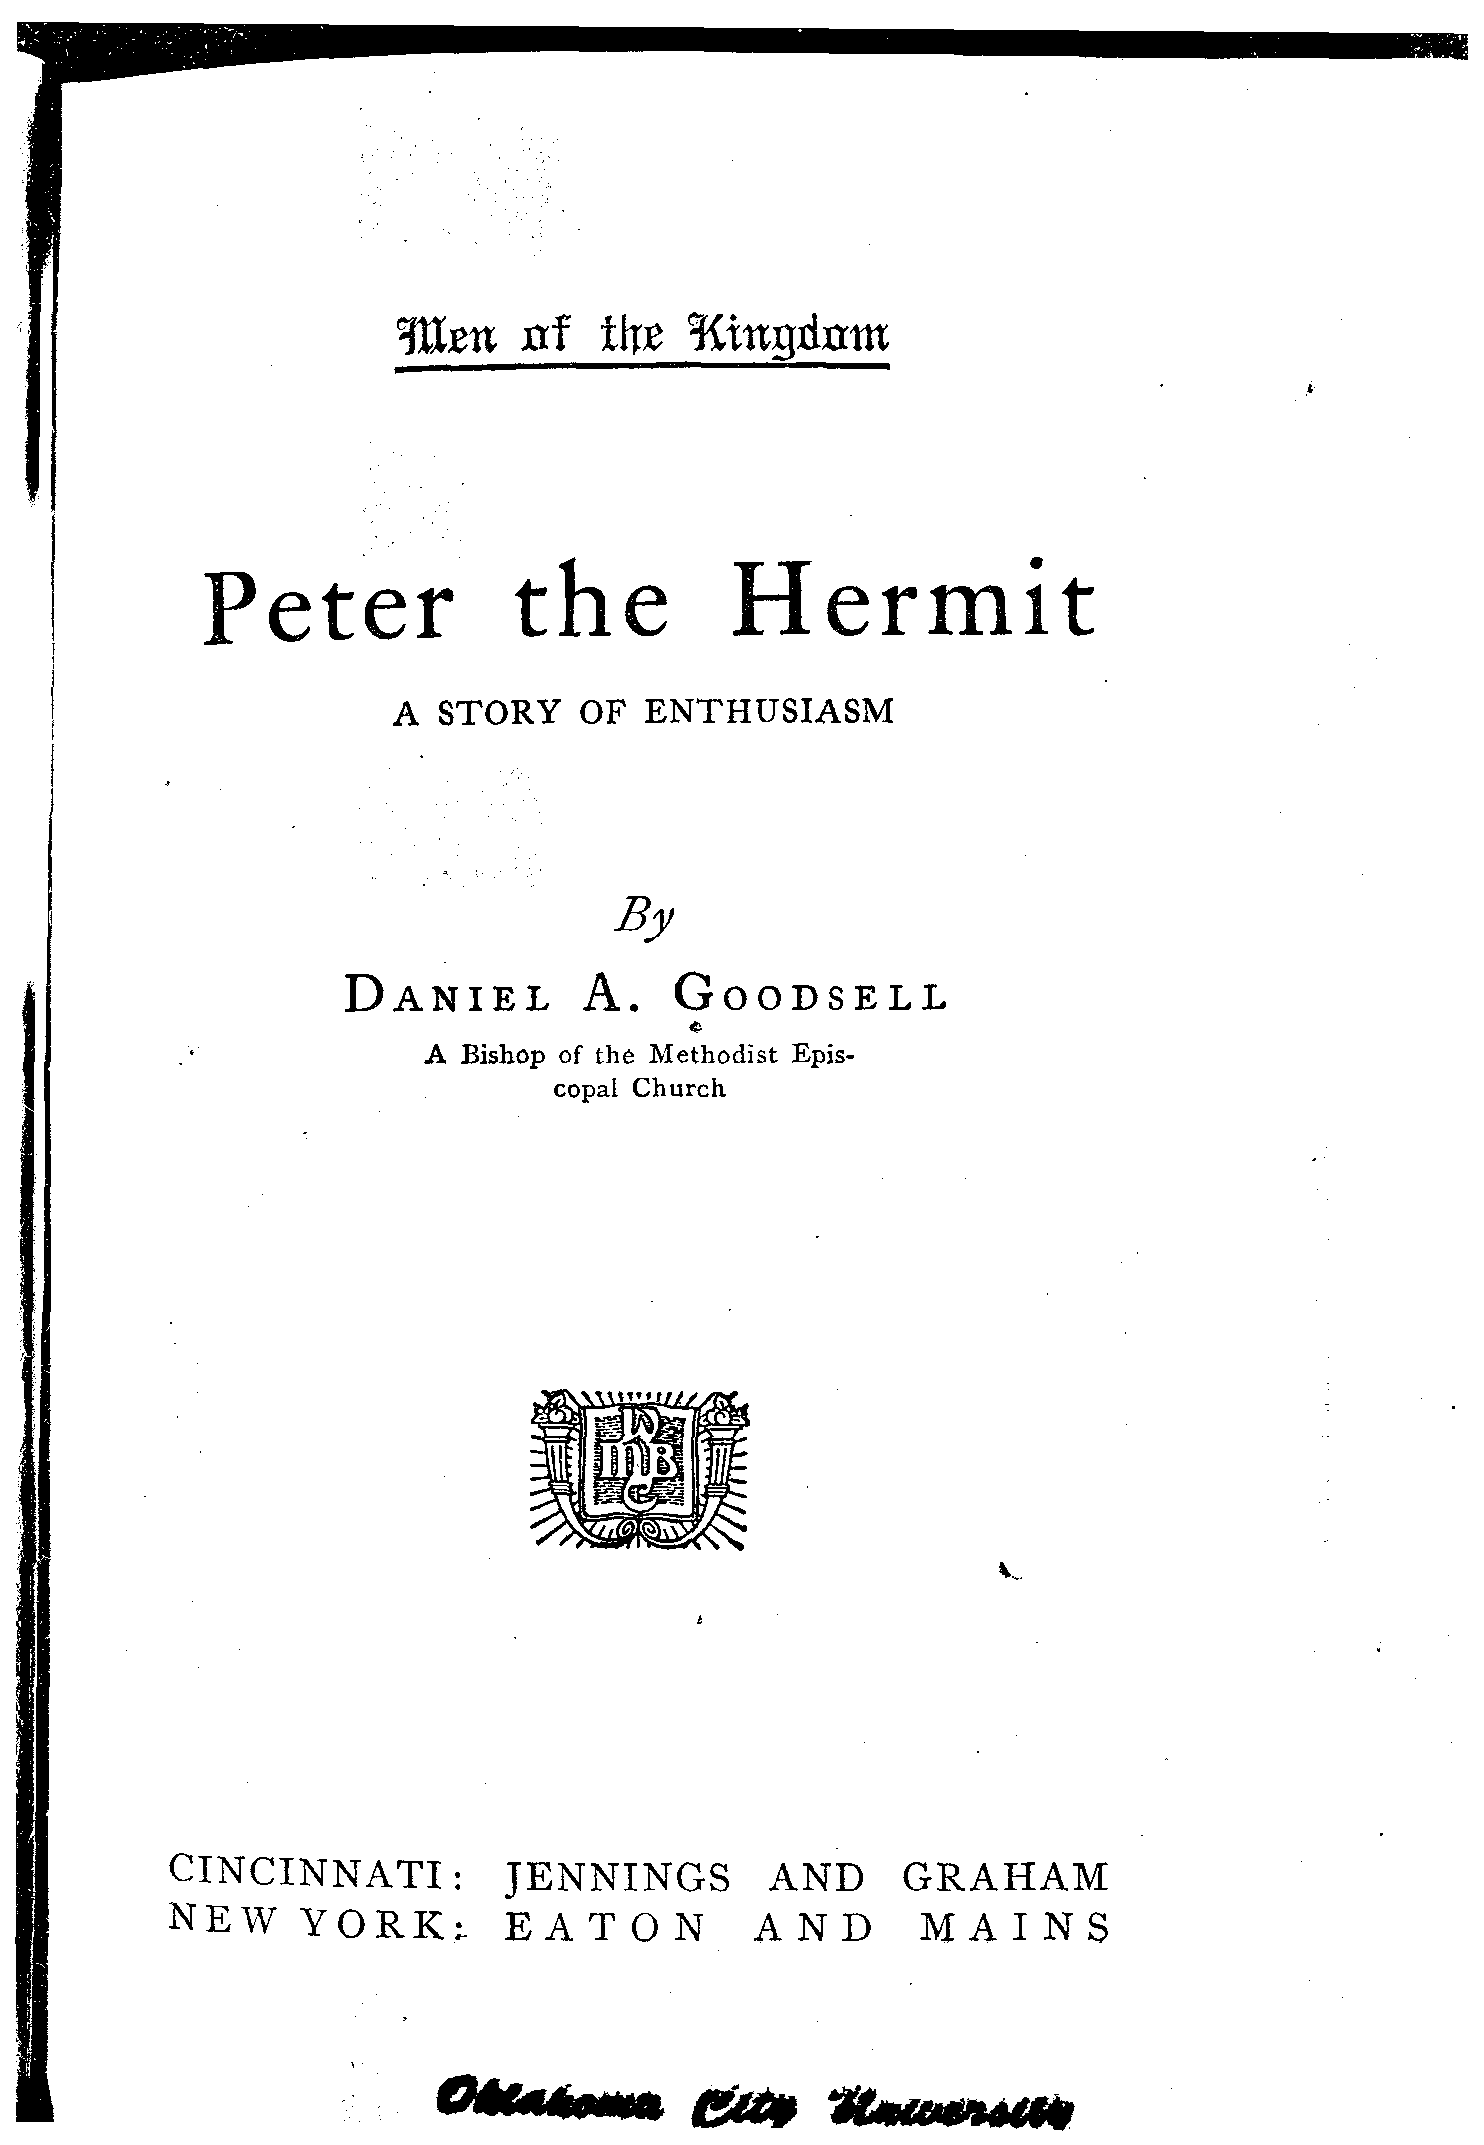 Men of the Kingdom
Peter the Hermit
A STORY OF ENTHUSIASM
By
DANIEL A. GOODSELL
A Bishop of the Methodist Epis-
copal Church
W
MB
C
CINCINNATI: JENNINGS AND GRAHAM
NEW YORK: EATON AND MAINS
Oklahoma City University